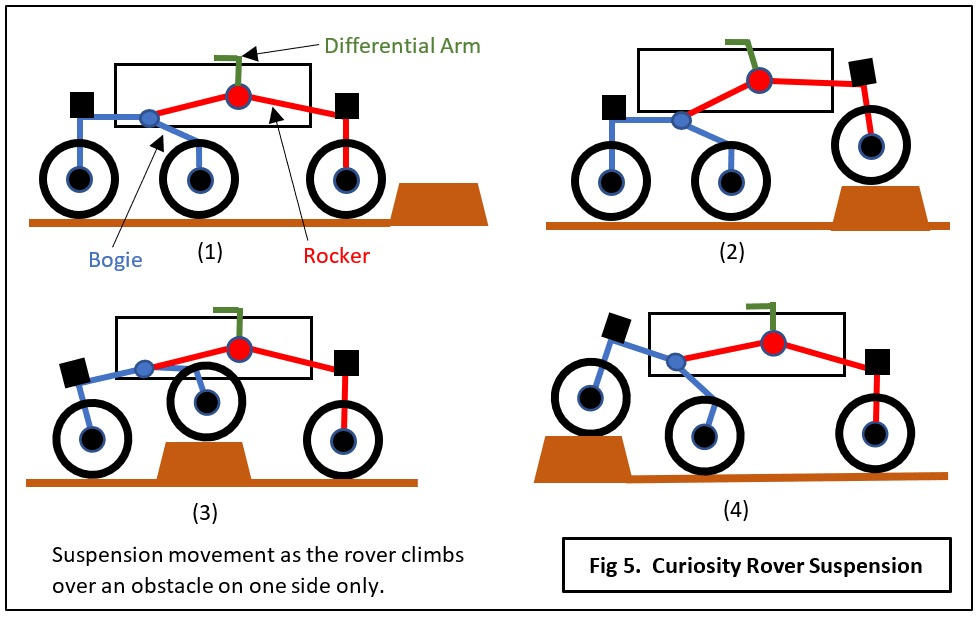 Differential Arm
Bogie
(1)
Rocker
(2)
(3)
(4)
Suspension movement as the rover climbs
over an obstacle on one side only.
Fig 5. Curiosity Rover Suspension